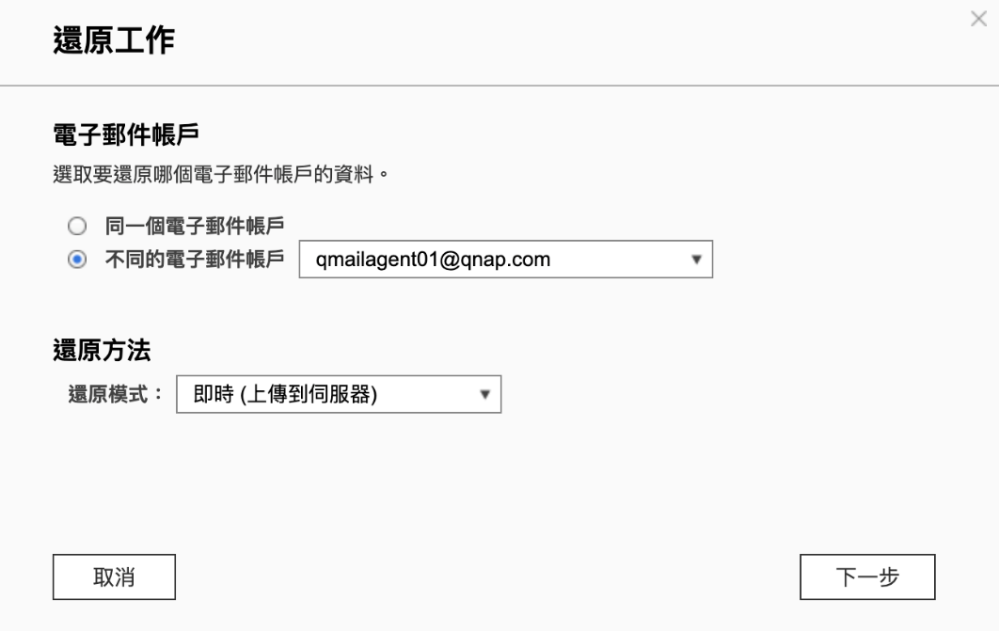 還原工作
電子郵件帳戶
選取要還原哪個電子郵件帳戶的資料。
同一個電子郵件帳戶
不同的電子郵件帳戶 qmailagent01@qnap.com
還原方法
還原模式： 即時 (上傳到伺服器)
取消 下一步